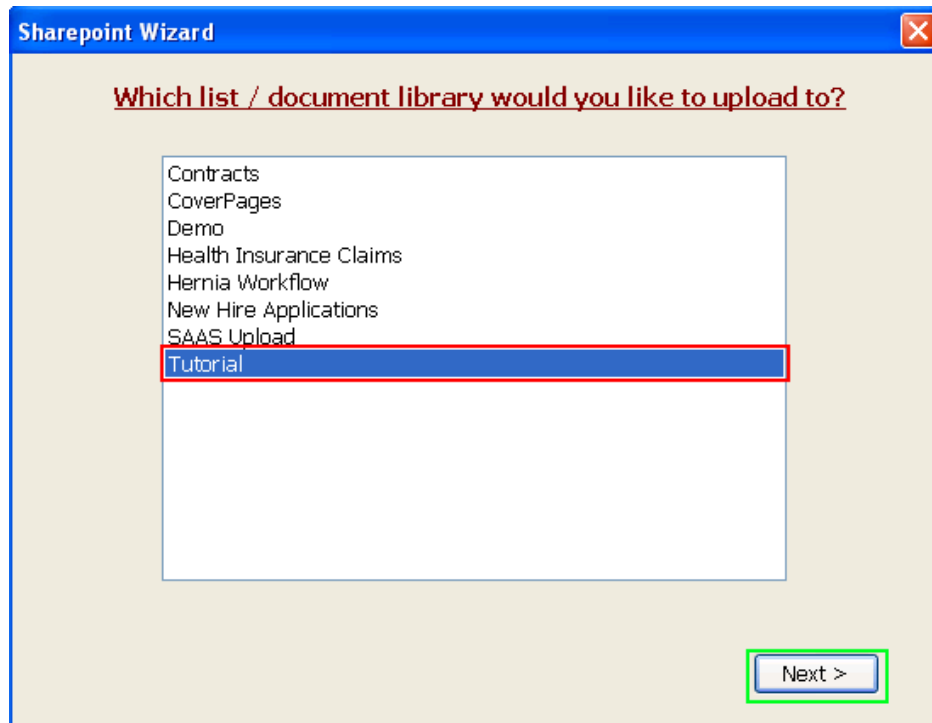 Sharepoint Wizard
Which list / document library would you like to upload to?
Contracts
CoverPages
Demo
Health Insurance Claims
Hernia Workflow
New Hire Applications
SAAS Upload
Tutorial
Next >